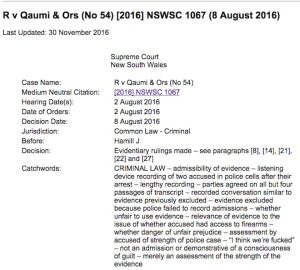 R v Qaumi & Ors (No 54) [2016] NSWSC 1067 (8 August 2016)
Last Updated: 30 November 2016
Supreme Court
New South Wales
Case Name: R v Qaumi & Ors (No 54)
Medium Neutral Citation: [2016] NSWSC 1067
Hearing Date(s): 2 August 2016
Date of Orders: 2 August 2016
Decision Date: 8 August 2016
Jurisdiction: Common Law - Criminal
Before: Hamill J
Decision: Evidentiary rulings made – see paragraphs [8], [14], [21],
[22] and [27]
Catchwords: CRIMINAL LAW – admissibility of evidence – listening
device recording of two accused in police cells after their
arrest – lengthy recording – parties agreed on all but four
passages of transcript – recorded conversation similar to
evidence previously excluded – evidence excluded
because police failed to record admissions – whether
unfair to use evidence – relevance of evidence to the
issue of whether accused had access to firearms –
whether danger of unfair prejudice – assessment by
accused of strength of police case – "I think we're fucked"
– not an admission or demonstrative of a consciousness
of guilt – merely an assessment of the strength of the
evidence